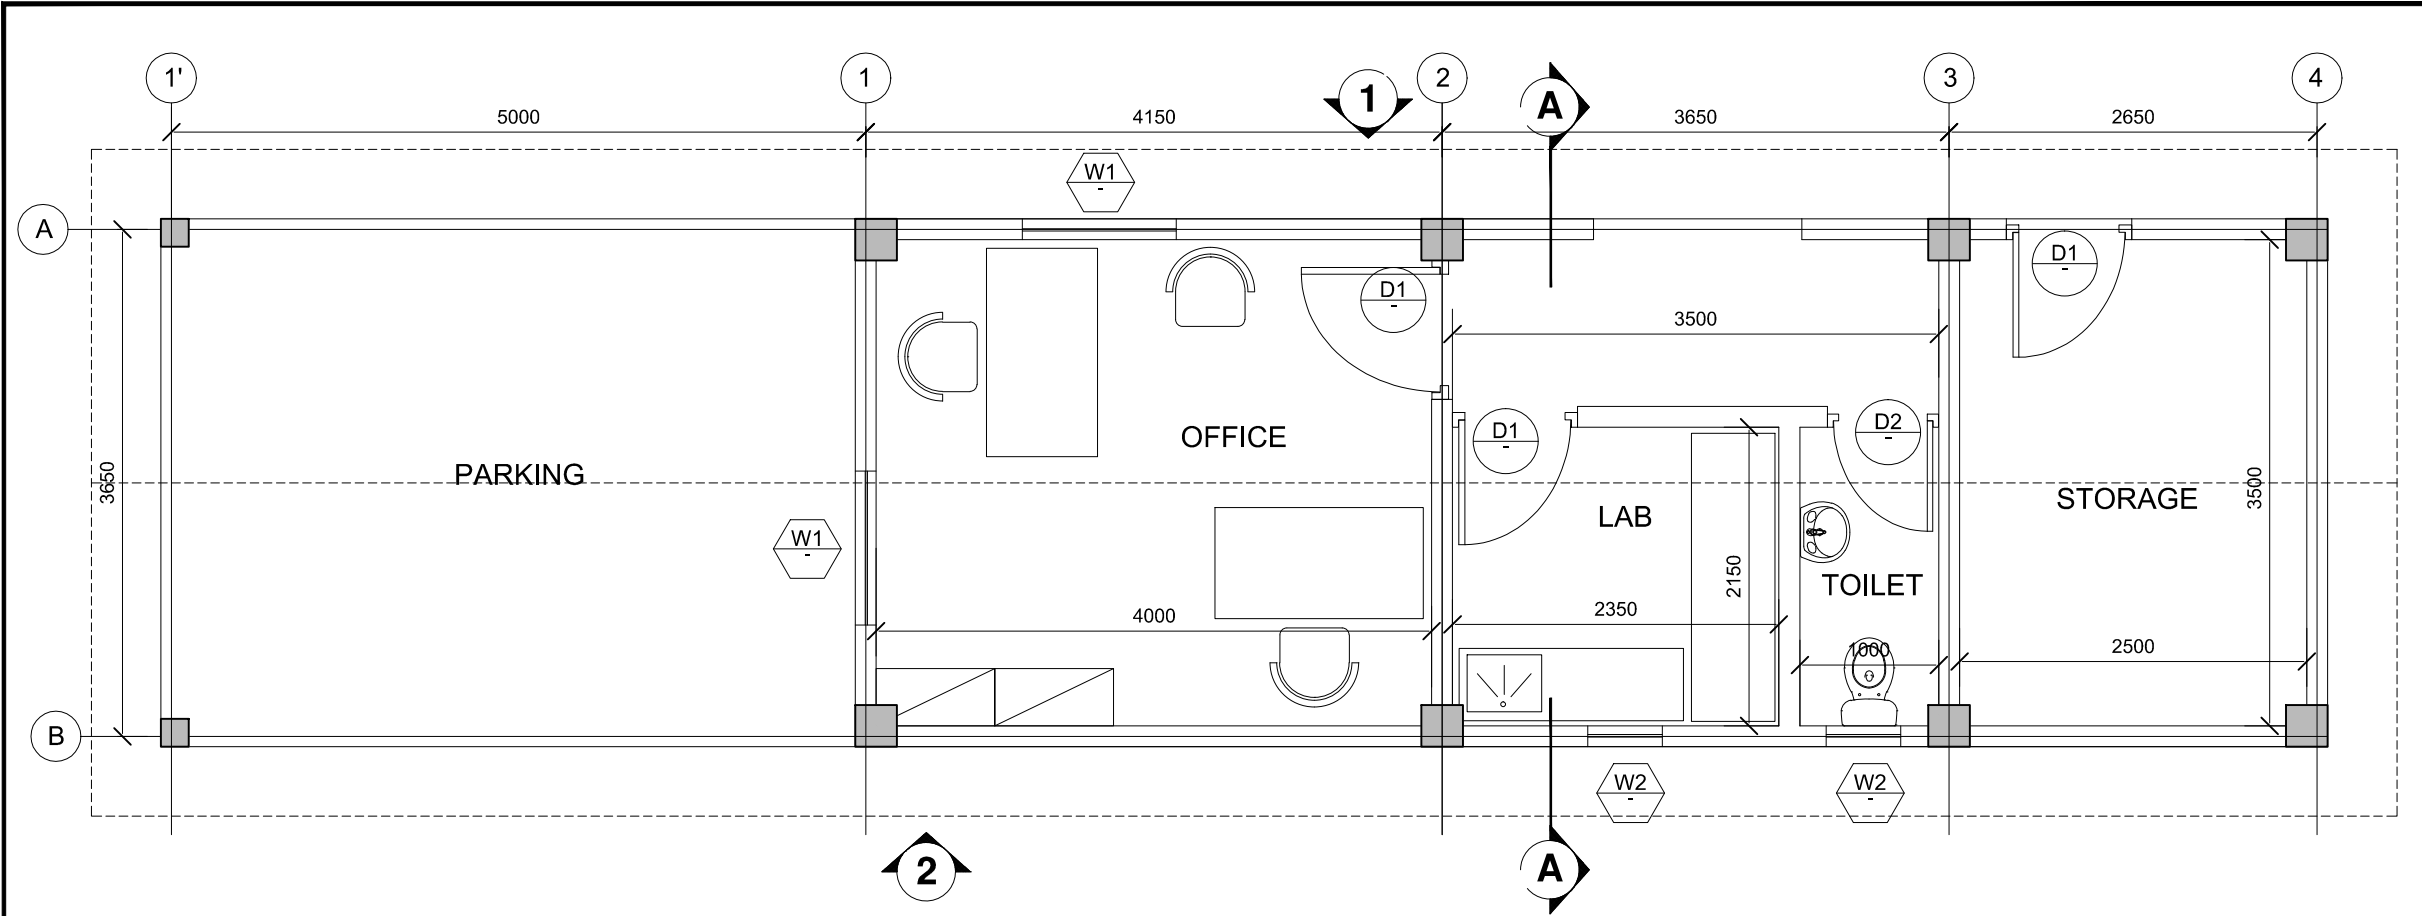 1'
1
2
3
4
1
A
5000
4150
3650
2650
W1
-
A
D1
-
D1
-
3500
OFFICE
D1
-
D2
-
PARKING
3650
STORAGE
3500
LAB
W1
-
2150
TOILET
4000
2350
1000
2500
B
W2
-
W2
-
2
A